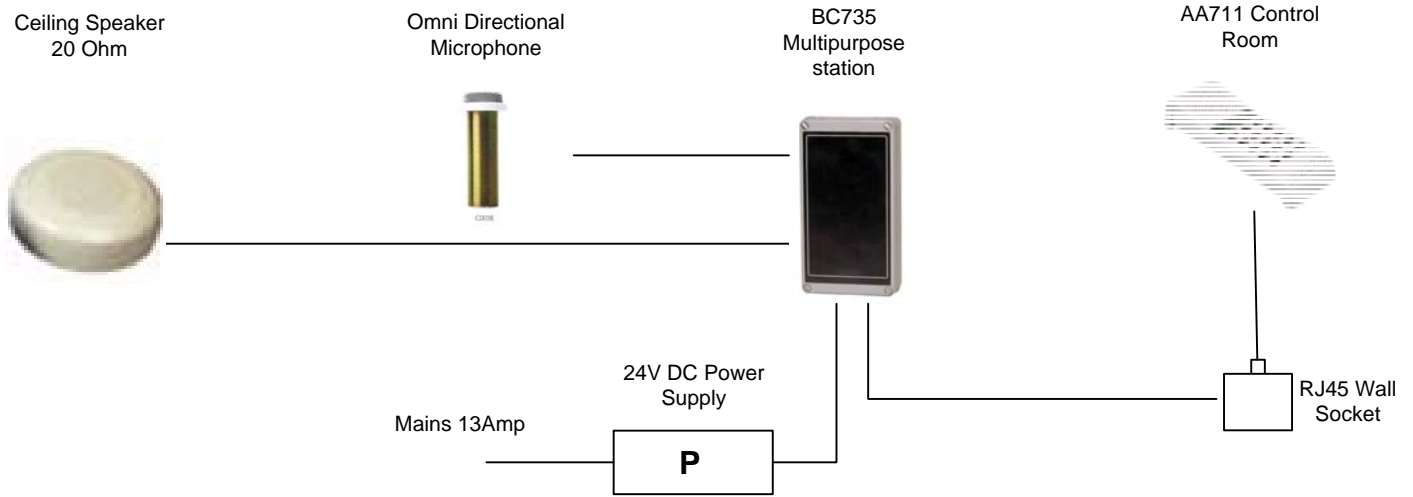 Ceiling Speaker
20 Ohm
Omni Directional
Microphone
BC735
Multipurpose
station
AA711 Control
Room
24V DC Power
Supply
Mains 13Amp
P
RJ45 Wall
Socket